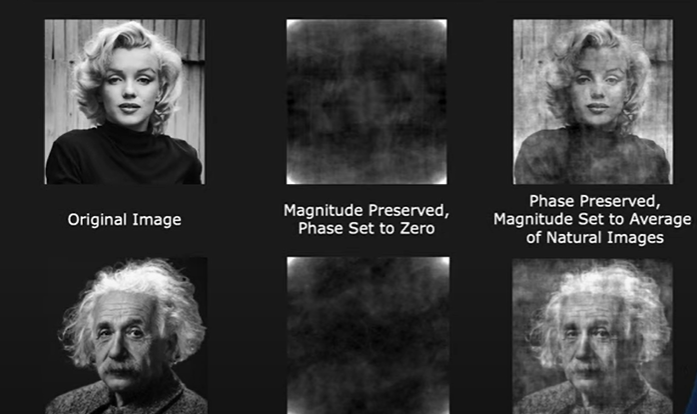 Original Image
Magnitude Preserved,
Phase Set to Zero
Phase Preserved,
Magnitude Set to Average
of Natural Images